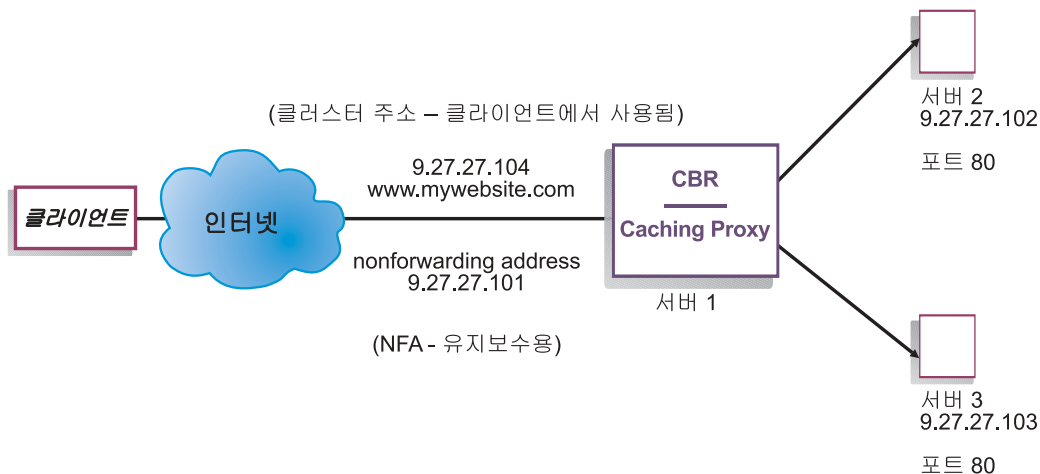 (클러스터 주소 – 클라이언트에서 사용됨)
9.27.27.104
www.mywebsite.com
클라이언트
인터넷
nonforwarding address
9.27.27.101
(NFA - 유지보수용)
CBR
Caching Proxy
서버 1
서버 2
9.27.27.102
포트 80
서버 3
9.27.27.103
포트 80